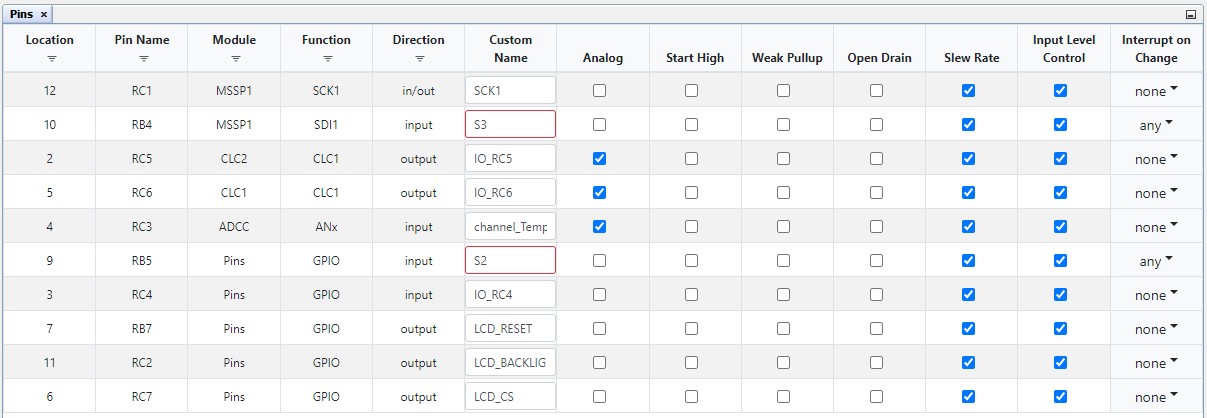 Pins ×
Location Pin Name Module Function Direction Custom Name Analog Start High Weak Pullup Open Drain Slew Rate Input Level Control Interrupt on Change
12 RC1 MSSP1 SCK1 in/out SCK1 none
10 RB4 MSSP1 SDI1 input S3 any
2 RC5 CLC2 CLC1 output IO_RC5 none
5 RC6 CLC1 CLC1 output IO_RC6 none
4 RC3 ADCC ANx input channel_Temp none
9 RB5 Pins GPIO input S2 any
3 RC4 Pins GPIO input IO_RC4 none
7 RB7 Pins GPIO output LCD_RESET none
11 RC2 Pins GPIO output LCD_BACKLIG none
6 RC7 Pins GPIO output LCD_CS none